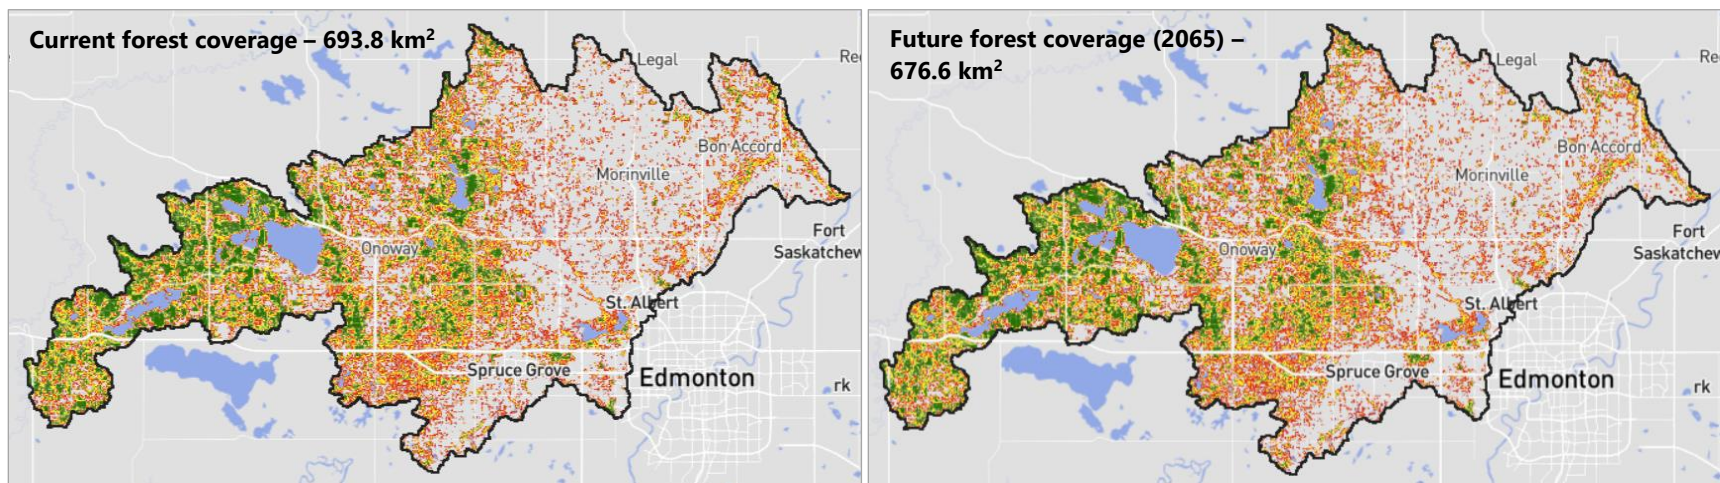 Current forest coverage – 693.8 km²
Legal
Re
Bon Accord
Morinville
Onoway
Fort
Saskatchew
St. Albert
Spruce Grove
Edmonton
rk
Future forest coverage (2065) –
676.6 km²
Legal
Re
Bon Accord
Morinville
Onoway
Fort
Saskatchew
St. Albert
Spruce Grove
Edmonton
rk